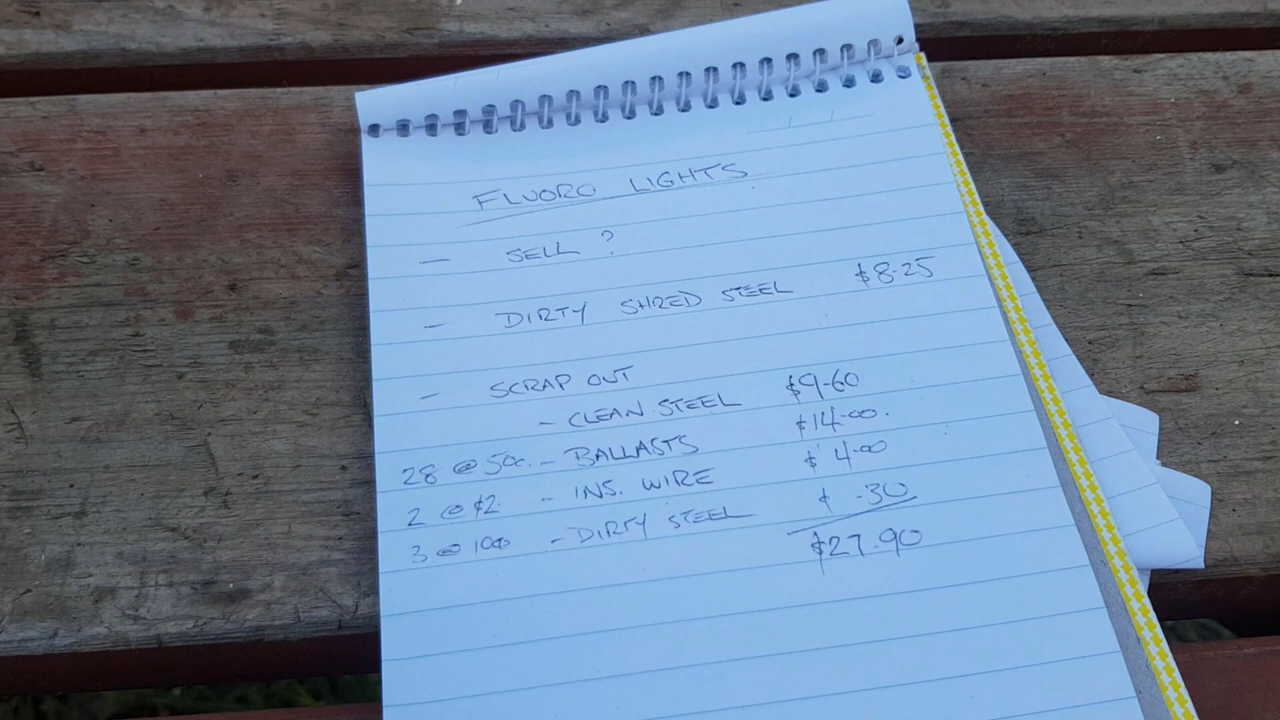 FLUORO LIGHTS
- SELL ?
- DIRTY SHRED STEEL $8.25
- SCRAP OUT
- CLEAN STEEL $9.60
28 @ 50c. - BALLASTS $14.00.
2 @ $2 - INS. WIRE $4.00
3 @ 10c - DIRTY STEEL $ .30
$27.90